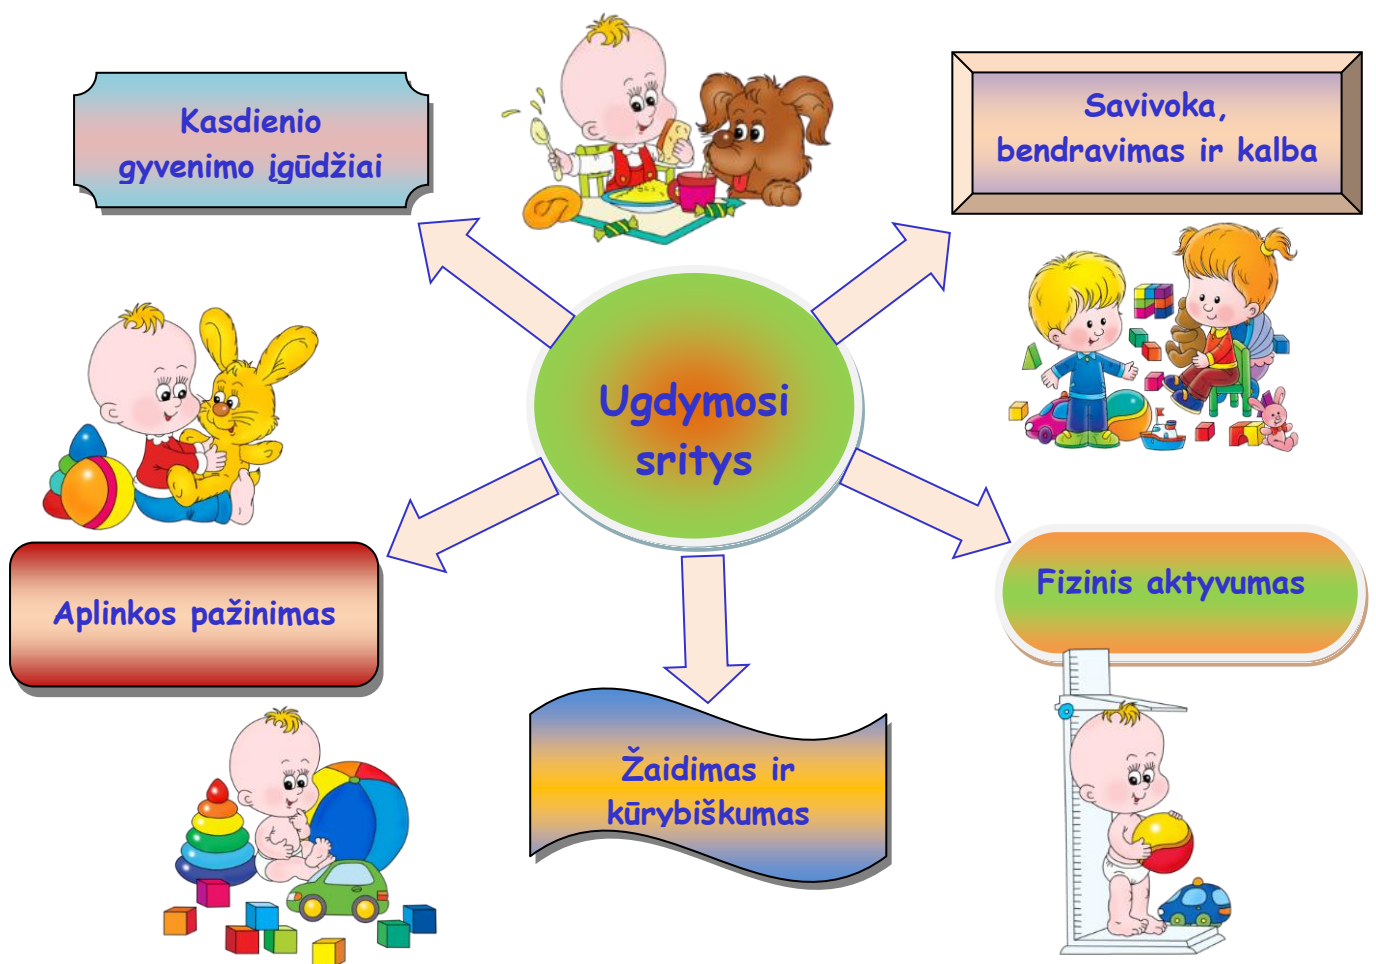 Kasdienio
gyvenimo įgūdžiai
Savivoka,
bendravimas ir kalba
Ugdymosi
sritys
Aplinkos pažinimas
Fizinis aktyvumas
Žaidimas ir
kūrybiškumas